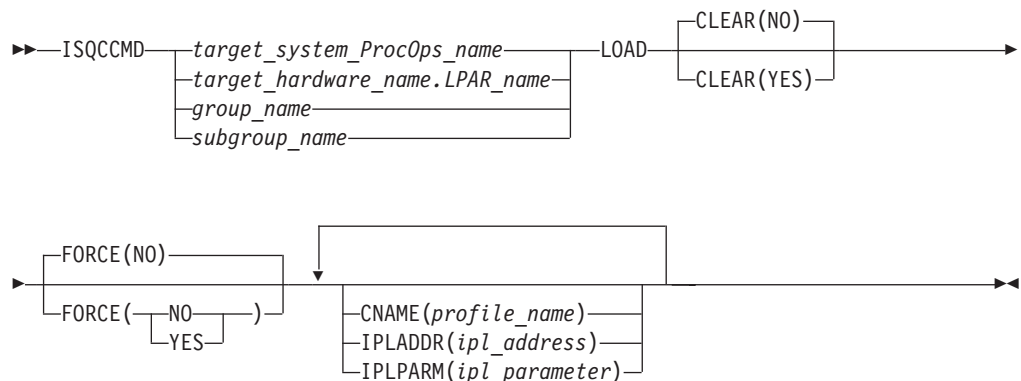 CLEAR(NO)
ISQCCMD target_system_ProcOps_name LOAD
target_hardware_name.LPAR_name CLEAR(YES)
group_name
subgroup_name
FORCE(NO)
FORCE( NO ) CNAME(profile_name)
YES IPLADDR(ipl_address)
IPLPARM(ipl_parameter)